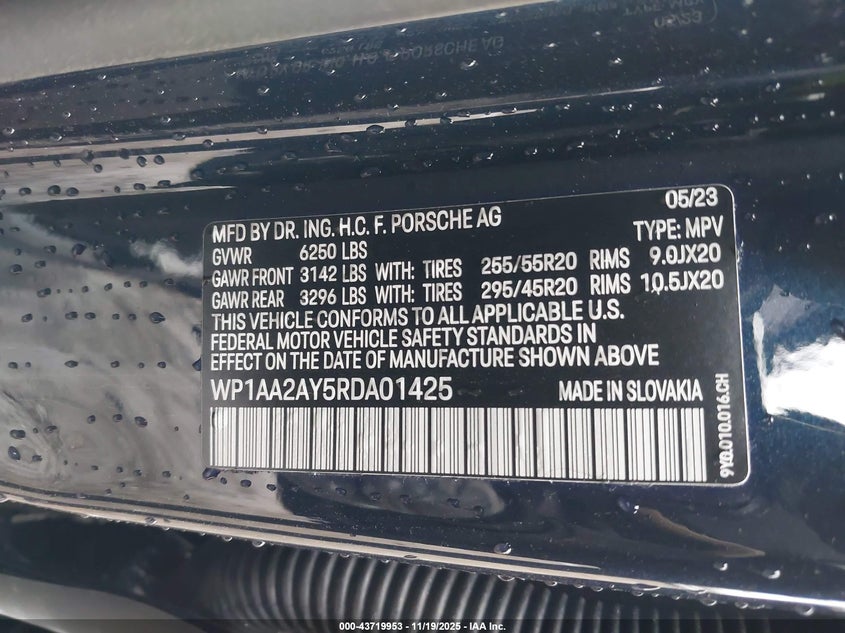 05/23
MFD BY DR. ING. H.C. F. PORSCHE AG TYPE: MPV
GVWR 6250 LBS
GAWR FRONT 3142 LBS WITH: TIRES 255/55R20 RIMS 9.0JX20
GAWR REAR 3296 LBS WITH: TIRES 295/45R20 RIMS 10.5JX20
THIS VEHICLE CONFORMS TO ALL APPLICABLE U.S.
FEDERAL MOTOR VEHICLE SAFETY STANDARDS IN
EFFECT ON THE DATE OF MANUFACTURE SHOWN ABOVE
WP1AA2AY5RDA01425 MADE IN SLOVAKIA
9Y0.010.016.CH
000-43719953 - 11/19/2025 - IAA Inc.